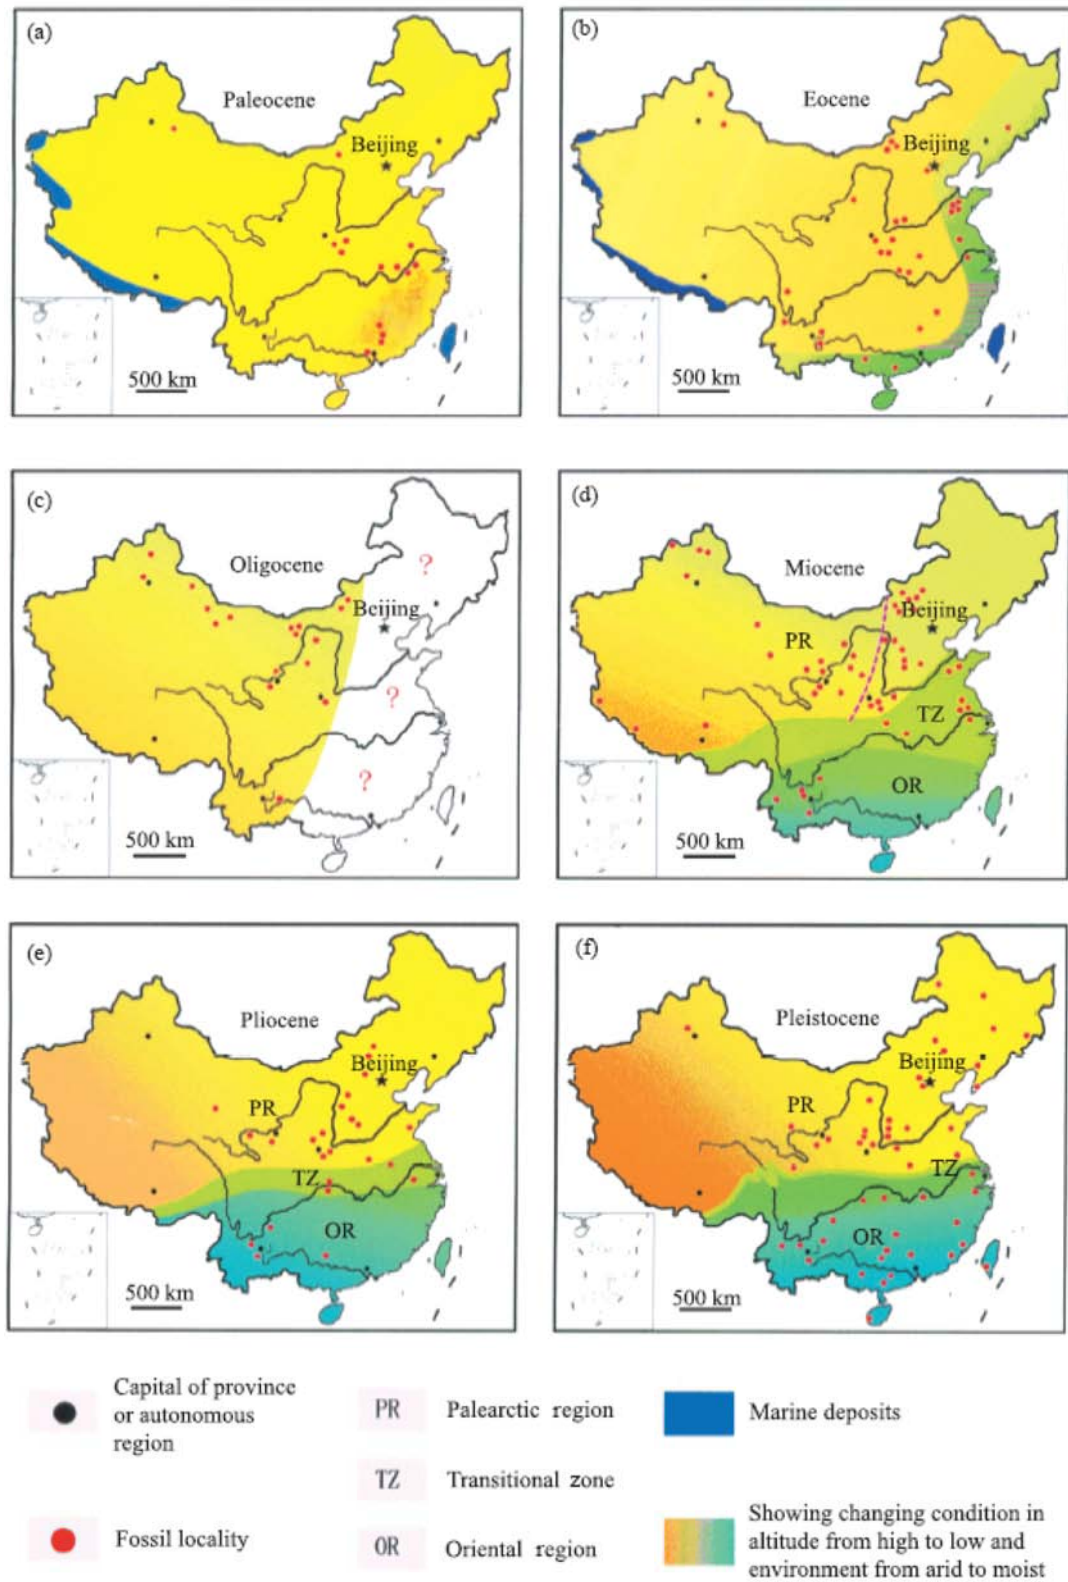 (a)
Paleocene
Beijing
500 km
(b)
Eocene
Beijing
500 km
(c)
Oligocene
?
Beijing
?
?
500 km
(d)
Miocene
Beijing
PR
TZ
OR
500 km
(e)
Pliocene
Beijing
PR
TZ
OR
500 km
(f)
Pleistocene
Beijing
PR
TZ
OR
500 km
Capital of province
or autonomous
region
Fossil locality
PR Palearctic region
TZ Transitional zone
OR Oriental region
Marine deposits
Showing changing condition in
altitude from high to low and
environment from arid to moist